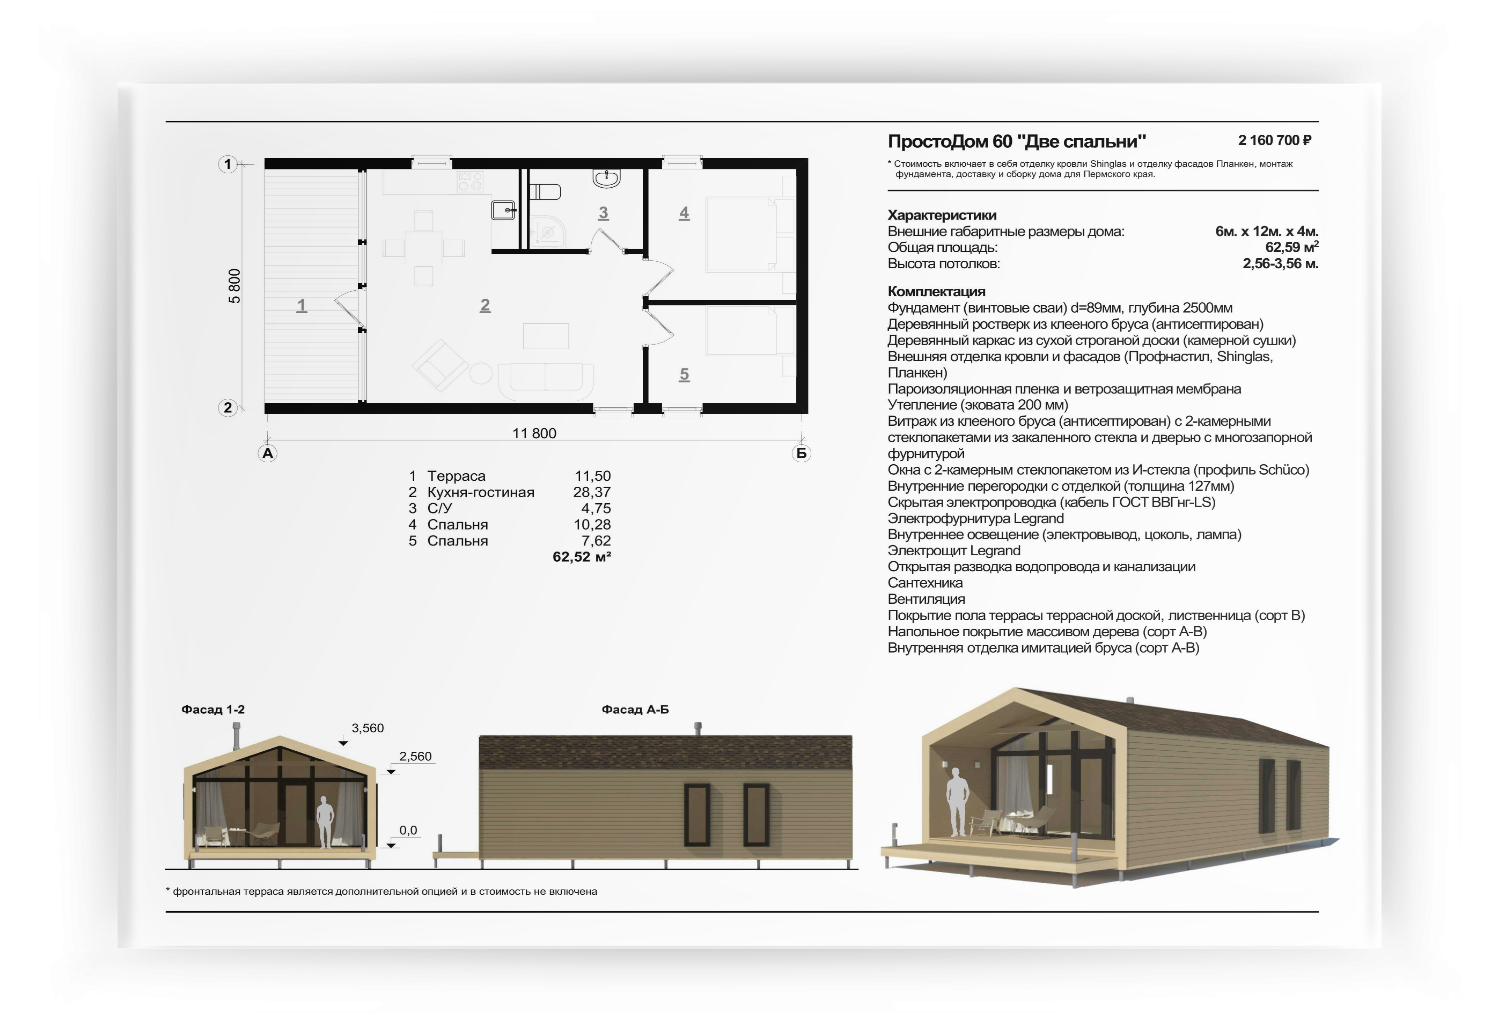 ПростоДом 60 "Две спальни" 2 160 700 ₽
* Стоимость включает в себя отделку кровли Shinglas и отделку фасадов Планкен, монтаж
фундамента, доставку и сборку дома для Пермского края.
Характеристики
Внешние габаритные размеры дома: 6м. x 12м. x 4м.
Общая площадь: 62,59 м²
Высота потолков: 2,56-3,56 м.
Комплектация
Фундамент (винтовые сваи) d=89мм, глубина 2500мм
Деревянный ростверк из клееного бруса (антисептирован)
Деревянный каркас из сухой строганой доски (камерной сушки)
Внешняя отделка кровли и фасадов (Профнастил, Shinglas,
Планкен)
Пароизоляционная пленка и ветрозащитная мембрана
Утепление (эковата 200 мм)
Витраж из клееного бруса (антисептирован) с 2-камерными
стеклопакетами из закаленного стекла и дверью с многозапорной
фурнитурой
Окна с 2-камерным стеклопакетом из И-стекла (профиль Schüco)
Внутренние перегородки с отделкой (толщина 127мм)
Скрытая электропроводка (кабель ГОСТ ВВГнг-LS)
Электрофурнитура Legrand
Внутреннее освещение (электровывод, цоколь, лампа)
Электрощит Legrand
Открытая разводка водопровода и канализации
Сантехника
Вентиляция
Покрытие пола террасы террасной доской, лиственница (сорт В)
Напольное покрытие массивом дерева (сорт А-В)
Внутренняя отделка имитацией бруса (сорт А-В)
1
2
5 800
1
2
3
4
5
11 800
А
Б
1 Терраса 11,50
2 Кухня-гостиная 28,37
3 С/У 4,75
4 Спальня 10,28
5 Спальня 7,62
62,52 м²
Фасад 1-2
3,560
2,560
0,0
Фасад А-Б
* фронтальная терраса является дополнительной опцией и в стоимость не включена